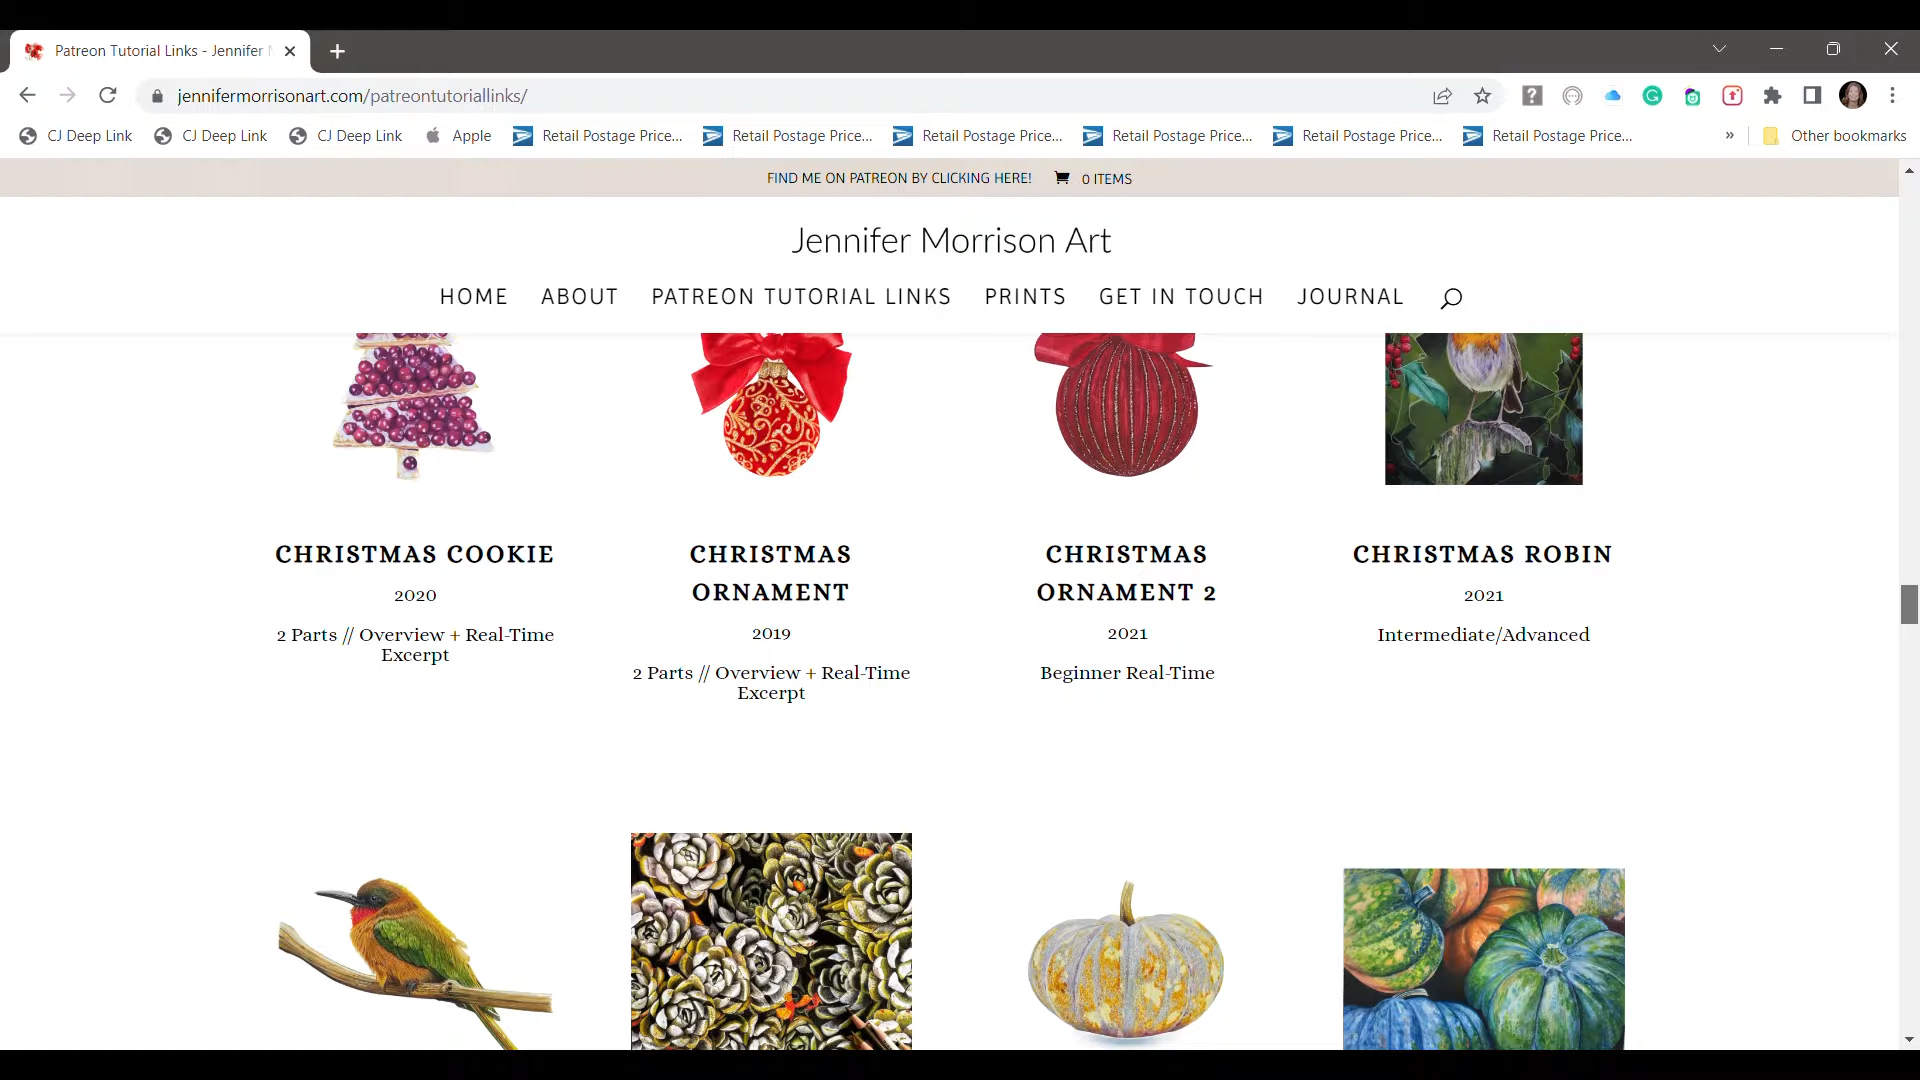 Patreon Tutorial Links - Jennifer
jennifermorrisonart.com/patreontutoriallinks/
CJ Deep Link
CJ Deep Link
CJ Deep Link
Apple
Retail Postage Price...
Retail Postage Price...
Retail Postage Price...
Retail Postage Price...
Retail Postage Price...
Retail Postage Price...
»
Other bookmarks
FIND ME ON PATREON BY CLICKING HERE!
0 ITEMS
Jennifer Morrison Art
HOME
ABOUT
PATREON TUTORIAL LINKS
PRINTS
GET IN TOUCH
JOURNAL
CHRISTMAS COOKIE
2020
2 Parts // Overview + Real-Time
Excerpt
CHRISTMAS
ORNAMENT
2019
2 Parts // Overview + Real-Time
Excerpt
CHRISTMAS
ORNAMENT 2
2021
Beginner Real-Time
CHRISTMAS ROBIN
2021
Intermediate/Advanced